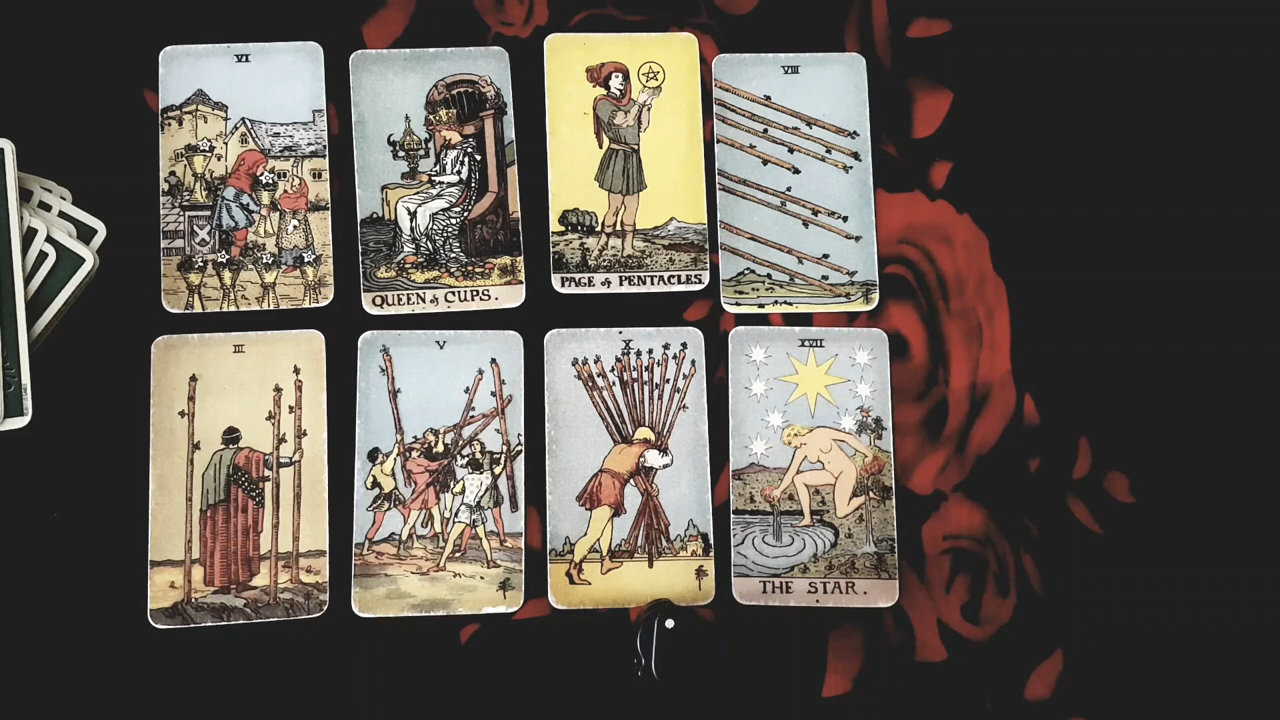 VI
QUEEN of CUPS.
PAGE of PENTACLES.
VIII
III
V
X
XVII
THE STAR.